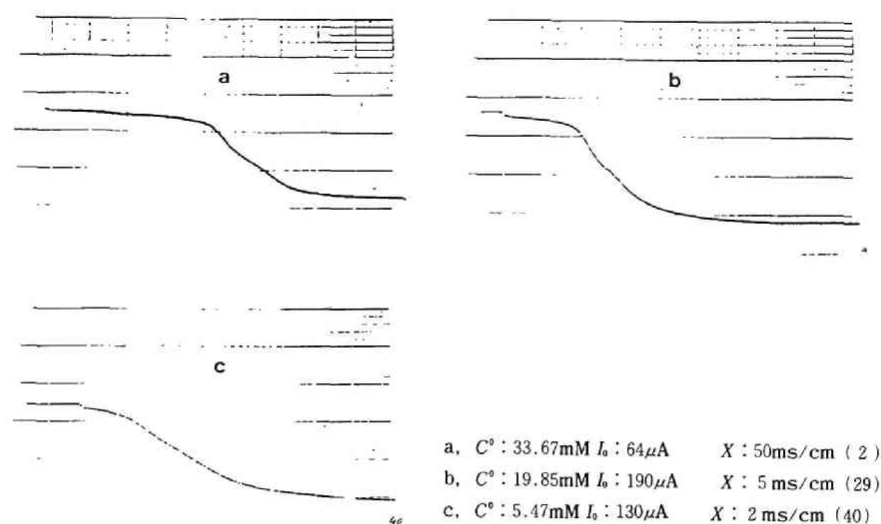 a
b
c
40
a, C⁰ : 33.67mM I₀ : 64μA X : 50ms/cm ( 2 )
b, C⁰ : 19.85mM I₀ : 190μA X : 5 ms/cm (29)
c, C⁰ : 5.47mM I₀ : 130μA X : 2 ms/cm (40)